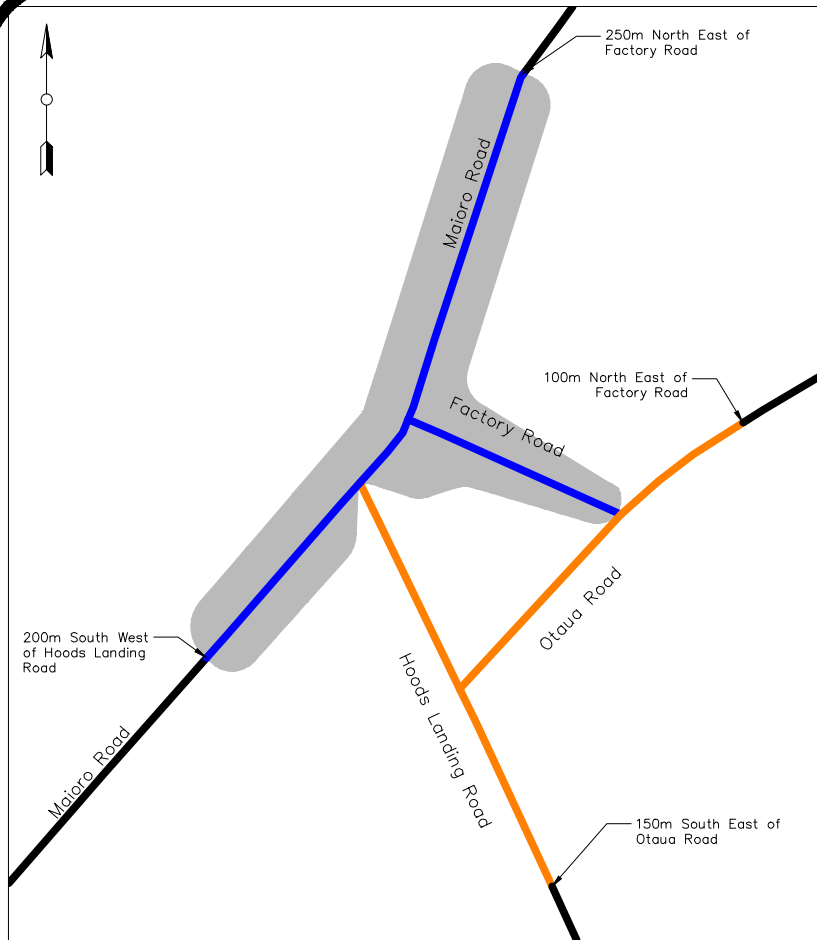 250m North East of
Factory Road
Maioro Road
100m North East of
Factory Road
Factory Road
Otaua Road
200m South West
of Hoods Landing
Road
Hoods Landing Road
Maioro Road
150m South East of
Otaua Road